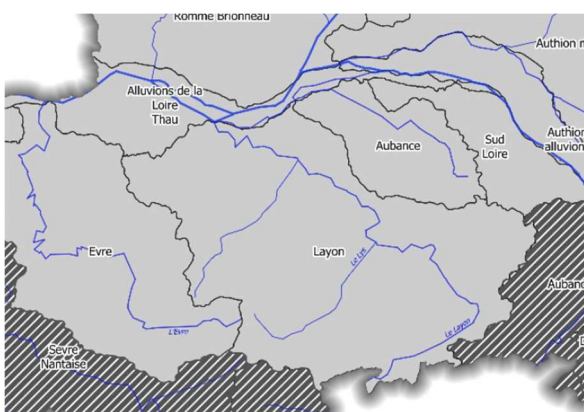 Romme Brionneau
Authion m
Alluvions de la
Loire
Thau
Aubance
Sud
Loire
Authion
alluvion
Evre
Layon
Le Lys
Auband
L'Evre
Le Layon
Sevre
Nantaise